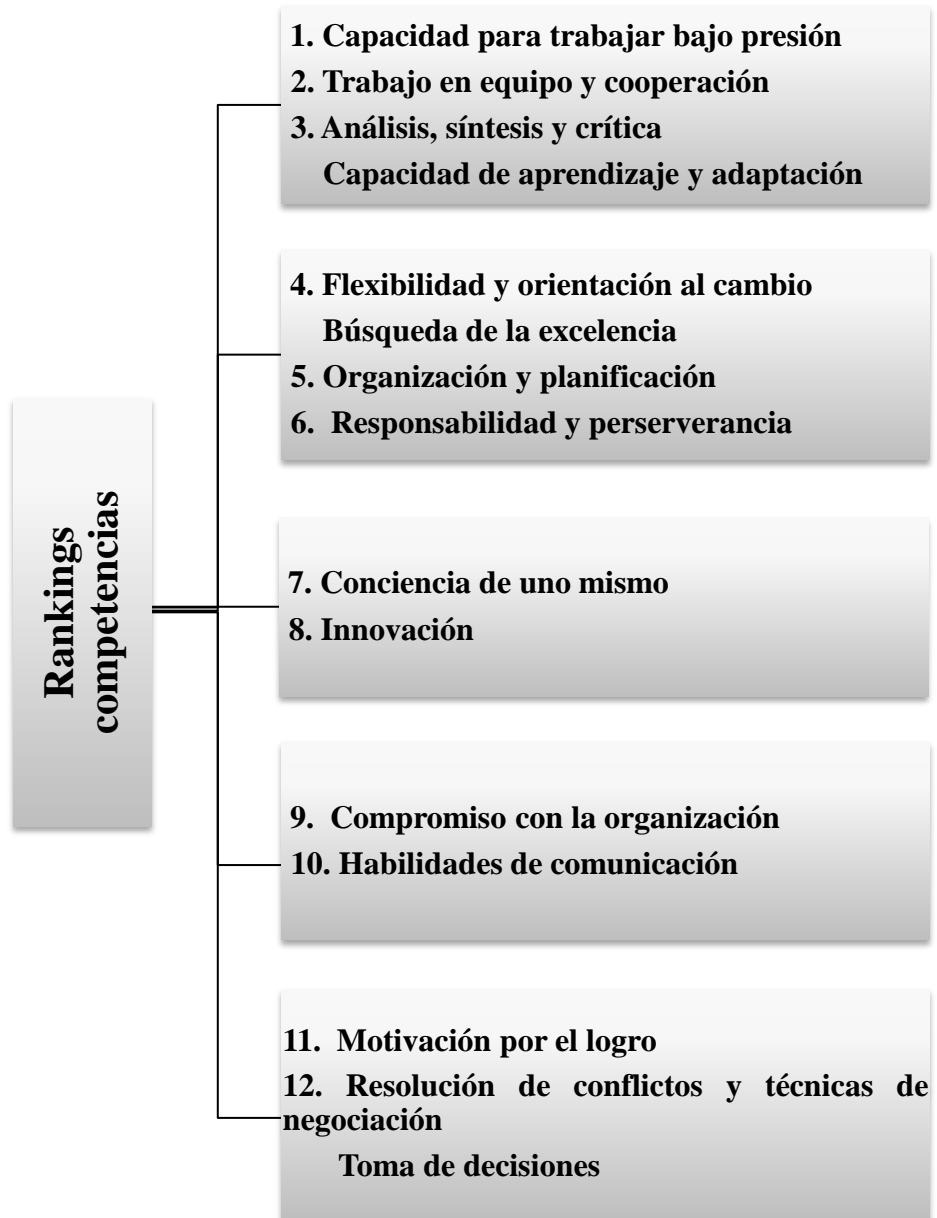 Rankings
competencias
1. Capacidad para trabajar bajo presión
2. Trabajo en equipo y cooperación
3. Análisis, síntesis y crítica
Capacidad de aprendizaje y adaptación
4. Flexibilidad y orientación al cambio
Búsqueda de la excelencia
5. Organización y planificación
6. Responsabilidad y perserverancia
7. Conciencia de uno mismo
8. Innovación
9. Compromiso con la organización
10. Habilidades de comunicación
11. Motivación por el logro
12. Resolución de conflictos y técnicas de
negociación
Toma de decisiones